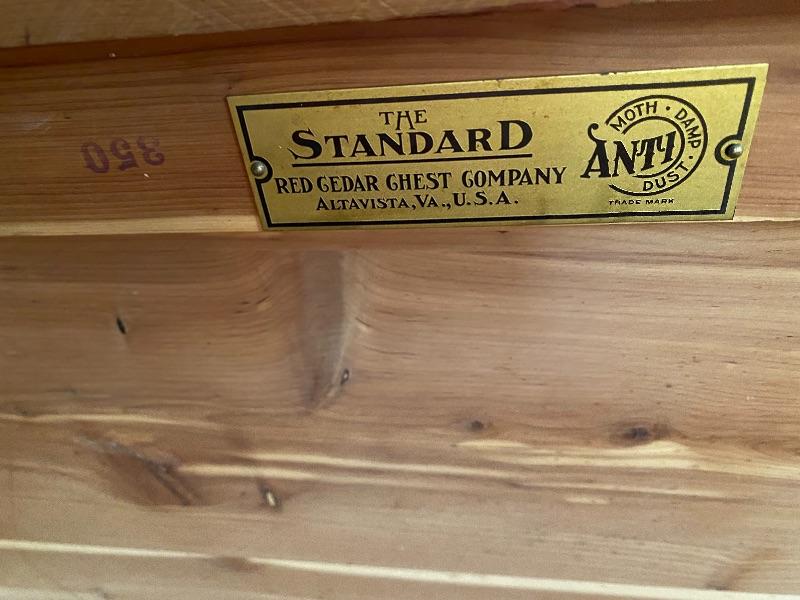 350
THE
STANDARD
RED CEDAR CHEST COMPANY
ALTAVISTA, VA., U.S.A.
MOTH · DAMP · DUST ·
ANTI
TRADE MARK